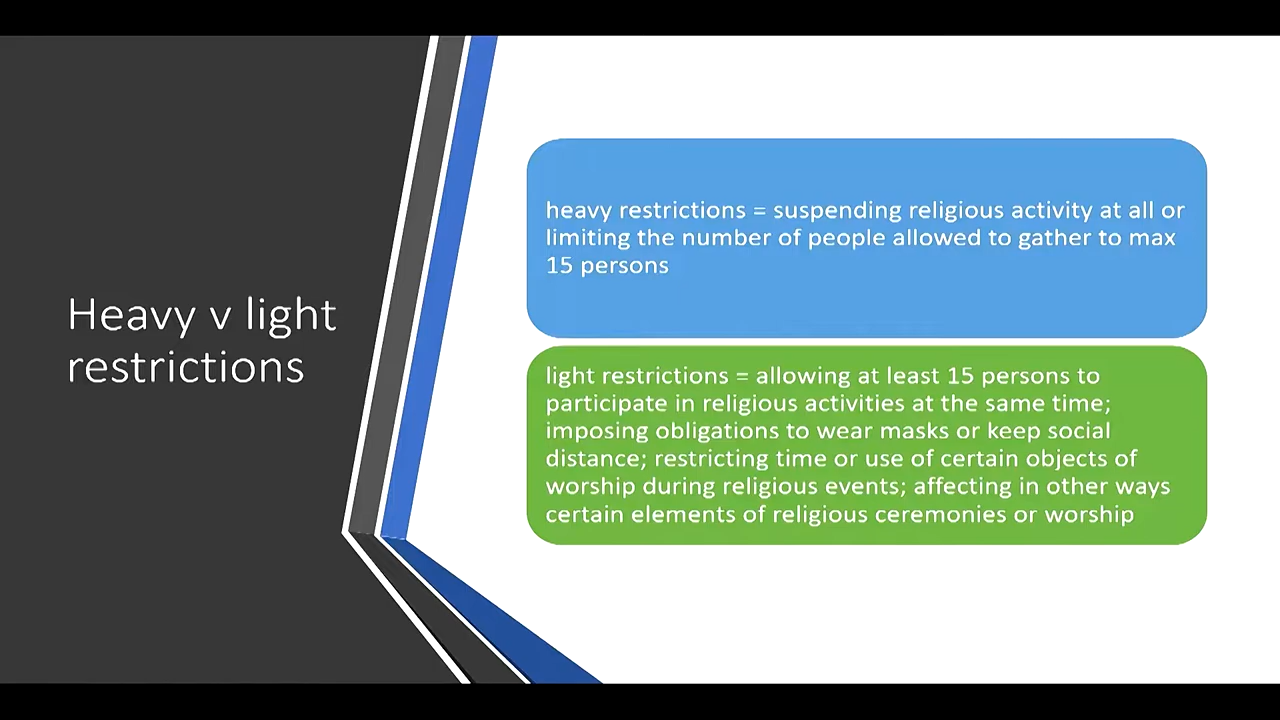 Heavy v light
restrictions
heavy restrictions = suspending religious activity at all or
limiting the number of people allowed to gather to max
15 persons
light restrictions = allowing at least 15 persons to
participate in religious activities at the same time;
imposing obligations to wear masks or keep social
distance; restricting time or use of certain objects of
worship during religious events; affecting in other ways
certain elements of religious ceremonies or worship